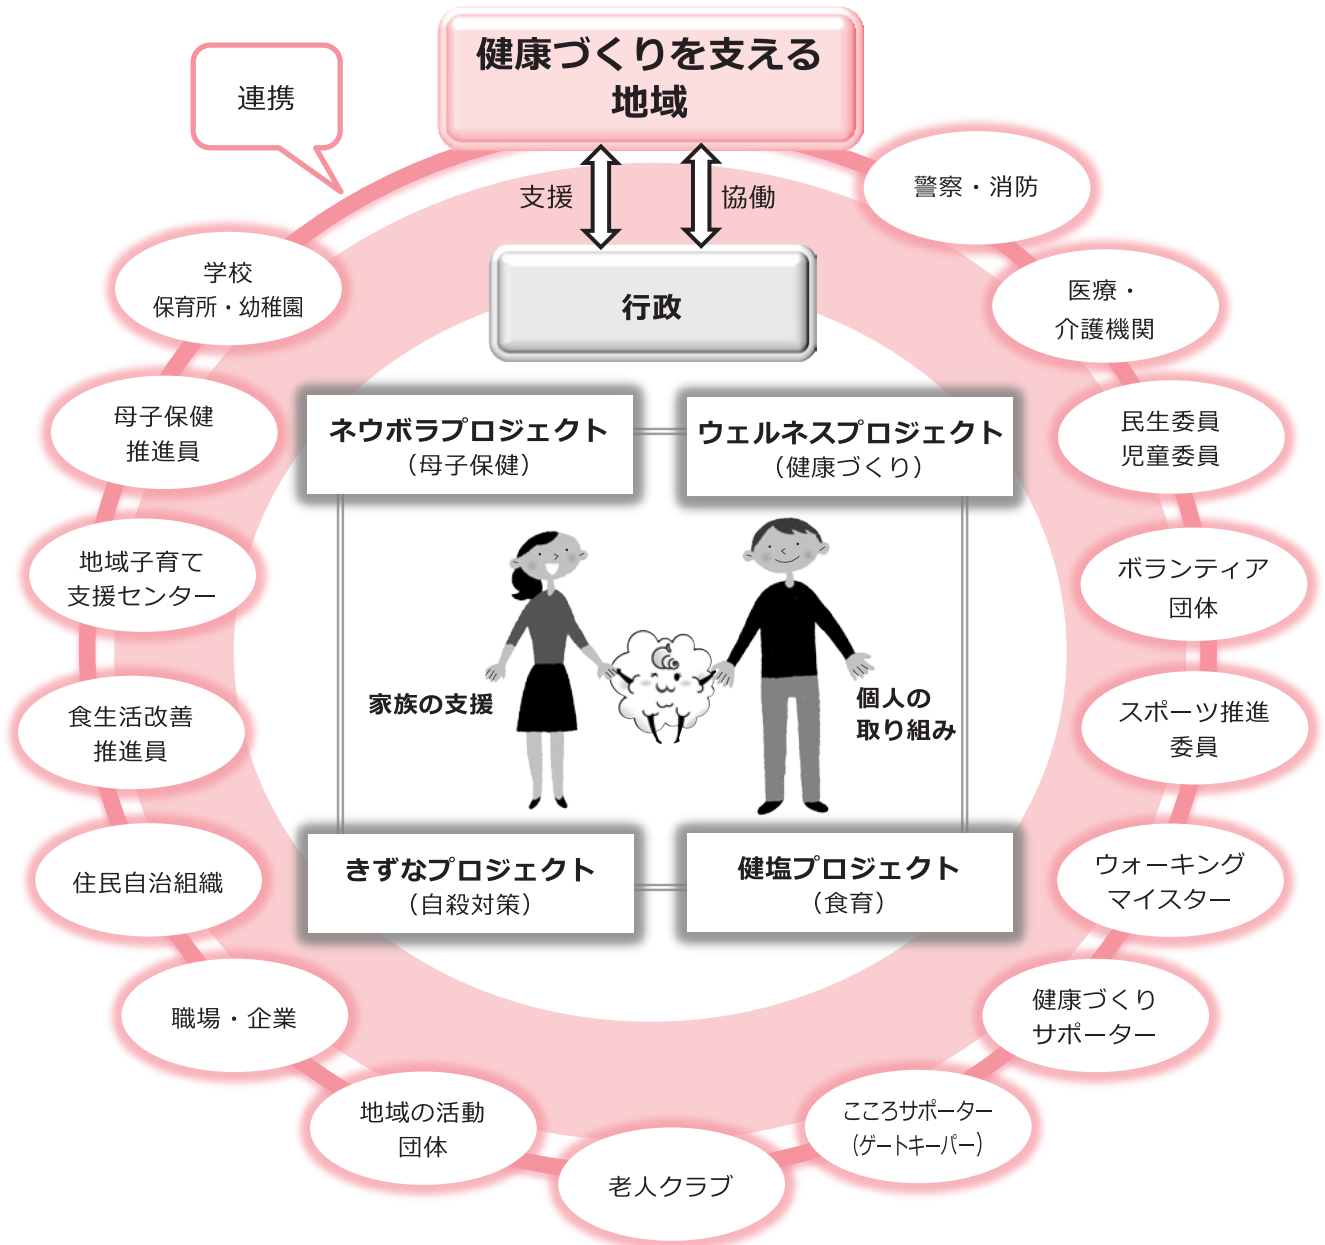 健康づくりを支える
地域
連携
支援
協働
行政
警察・消防
医療・
介護機関
民生委員
児童委員
ボランティア
団体
スポーツ推進
委員
ウォーキング
マイスター
健康づくり
サポーター
こころサポーター
(ゲートキーパー)
老人クラブ
地域の活動
団体
職場・企業
住民自治組織
食生活改善
推進員
地域子育て
支援センター
母子保健
推進員
学校
保育所・幼稚園
ネウボラプロジェクト
（母子保健）
ウェルネスプロジェクト
（健康づくり）
家族の支援
個人の
取り組み
きずなプロジェクト
（自殺対策）
健塩プロジェクト
（食育）